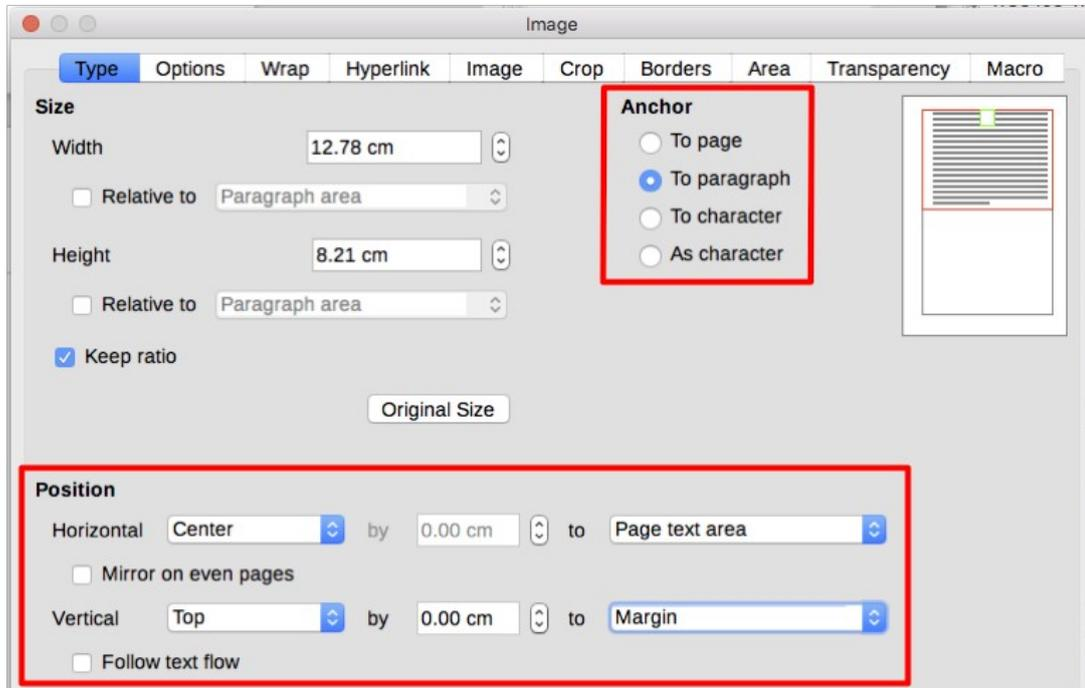 Image
Type Options Wrap Hyperlink Image Crop Borders Area Transparency Macro
Size
Width 12.78 cm
Relative to Paragraph area
Height 8.21 cm
Relative to Paragraph area
Keep ratio
Original Size
Anchor
To page
To paragraph
To character
As character
Position
Horizontal Center by 0.00 cm to Page text area
Mirror on even pages
Vertical Top by 0.00 cm to Margin
Follow text flow